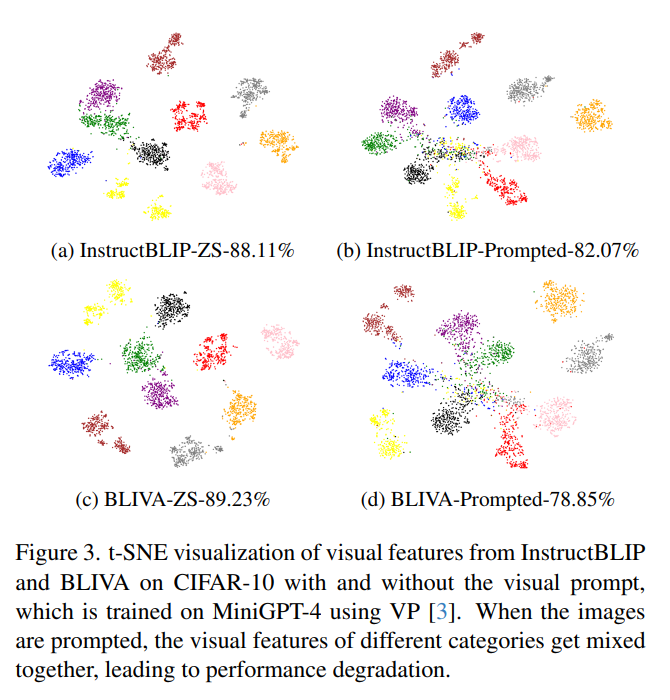 (a) InstructBLIP-ZS-88.11%
(b) InstructBLIP-Prompted-82.07%
(c) BLIVA-ZS-89.23%
(d) BLIVA-Prompted-78.85%
Figure 3. t-SNE visualization of visual features from InstructBLIP
and BLIVA on CIFAR-10 with and without the visual prompt,
which is trained on MiniGPT-4 using VP [3]. When the images
are prompted, the visual features of different categories get mixed
together, leading to performance degradation.